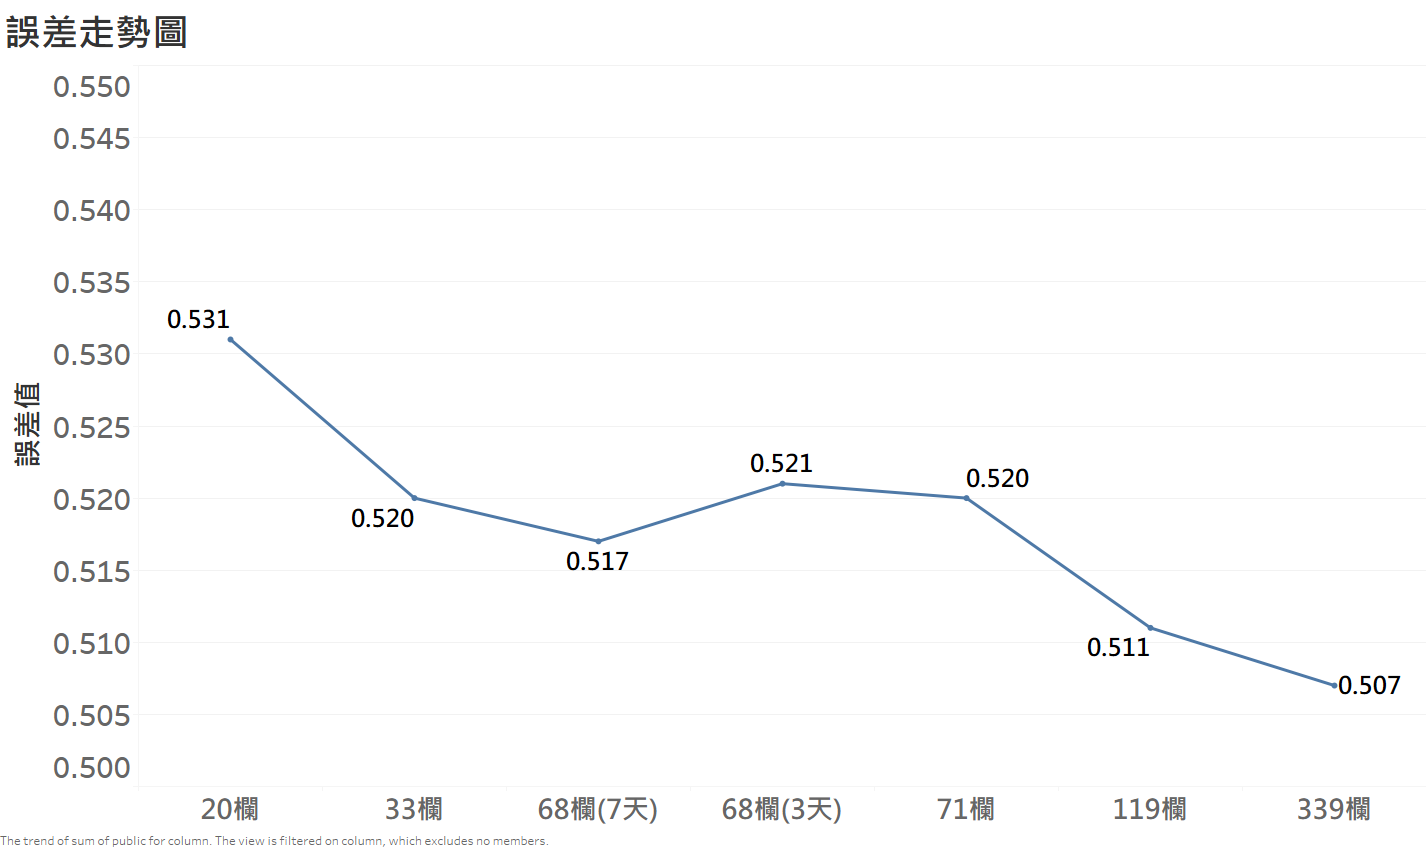 誤差走勢圖
0.550
0.545
0.540
0.535
0.530
0.525
0.520
0.515
0.510
0.505
0.500
誤差值
0.531
0.520
0.517
0.521
0.520
0.511
0.507
20欄
33欄
68欄(7天)
68欄(3天)
71欄
119欄
339欄
The trend of sum of public for column. The view is filtered on column, which excludes no members.